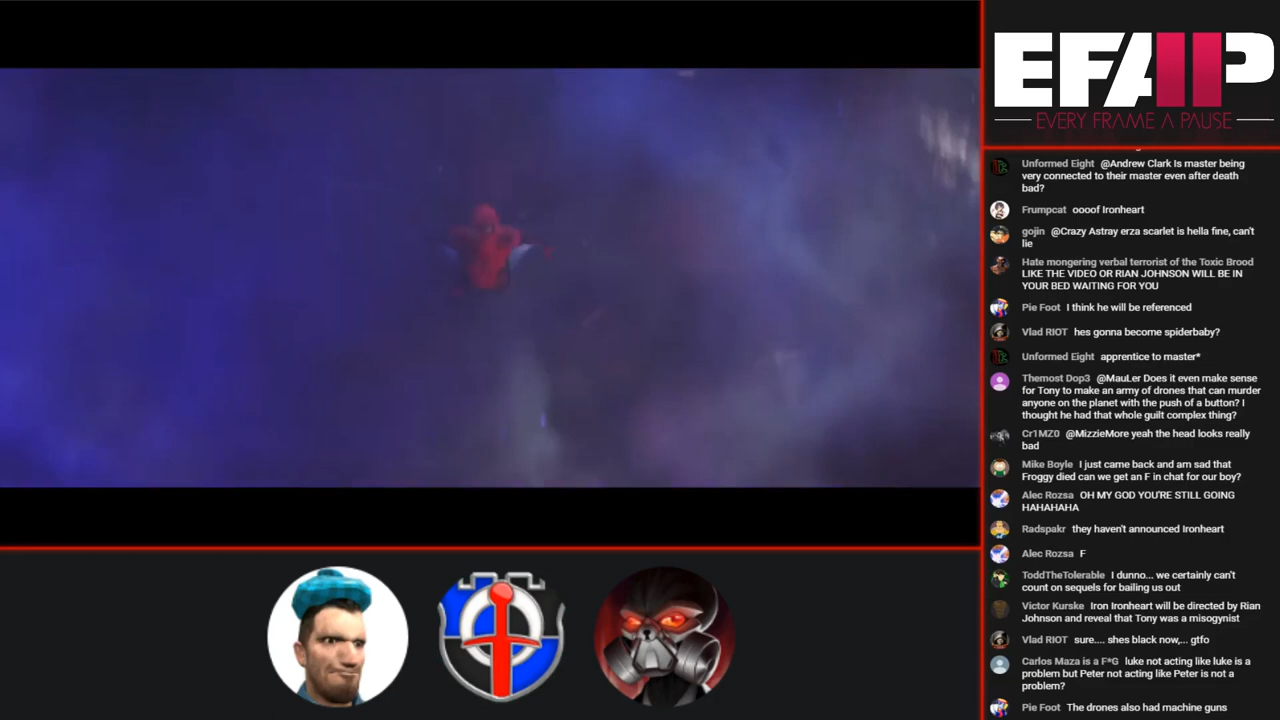 EFAP
EVERY FRAME A PAUSE
Unformed Eight @Andrew Clark Is master being
very connected to their master even after death
bad?
Frumpcat oooof Ironheart
gojin @Crazy Astray erza scarlet is hella fine, can't
lie
Hate mongering verbal terrorist of the Toxic Brood
LIKE THE VIDEO OR RIAN JOHNSON WILL BE IN
YOUR BED WAITING FOR YOU
Pie Foot I think he will be referenced
Vlad RIOT hes gonna become spiderbaby?
Unformed Eight apprentice to master*
Themost Dop3 @MauLer Does it even make sense
for Tony to make an army of drones that can murder
anyone on the planet with the push of a button? I
thought he had that whole guilt complex thing?
Cr1MZ0 @MizzieMore yeah the head looks really
bad
Mike Boyle I just came back and am sad that
Froggy died can we get an F in chat for our boy?
Alec Rozsa OH MY GOD YOU'RE STILL GOING
HAHAHAHA
Radspakr they haven't announced Ironheart
Alec Rozsa F
ToddTheTolerable I dunno... we certainly can't
count on sequels for bailing us out
Victor Kurske Iron Ironheart will be directed by Rian
Johnson and reveal that Tony was a misogynist
Vlad RIOT sure.... shes black now,... gtfo
Carlos Maza is a F*G luke not acting like luke is a
problem but Peter not acting like Peter is not a
problem?
Pie Foot The drones also had machine guns